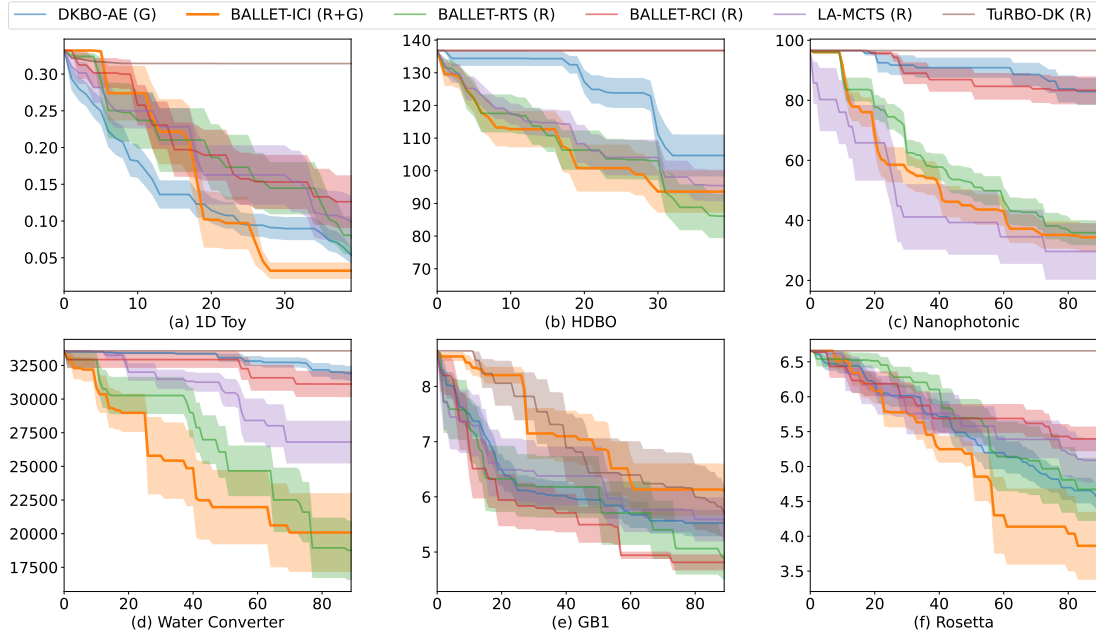 DKBO-AE (G) BALLET-ICI (R+G) BALLET-RTS (R) BALLET-RCI (R) LA-MCTS (R) TuRBO-DK (R)
0.30
0.25
0.20
0.15
0.10
0.05
0 10 20 30
(a) 1D Toy
140
130
120
110
100
90
80
70
0 10 20 30
(b) HDBO
100
80
60
40
20
0 20 40 60 80
(c) Nanophotonic
32500
30000
27500
25000
22500
20000
17500
0 20 40 60 80
(d) Water Converter
8
7
6
5
0 20 40 60 80
(e) GB1
6.5
6.0
5.5
5.0
4.5
4.0
3.5
0 20 40 60 80
(f) Rosetta